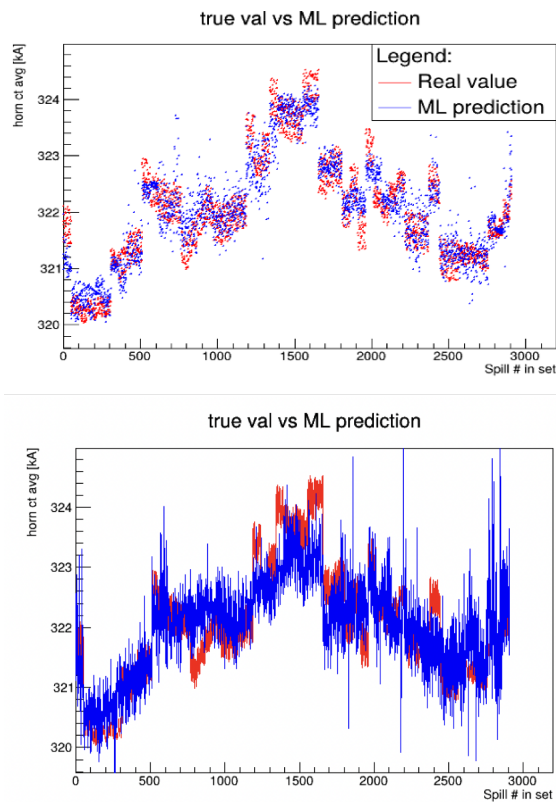 true val vs ML prediction
horn ct avg [kA]
Legend:
Real value
ML prediction
324
323
322
321
320
0 500 1000 1500 2000 2500 3000
Spill # in set
true val vs ML prediction
horn ct avg [kA]
324
323
322
321
320
0 500 1000 1500 2000 2500 3000
Spill # in set